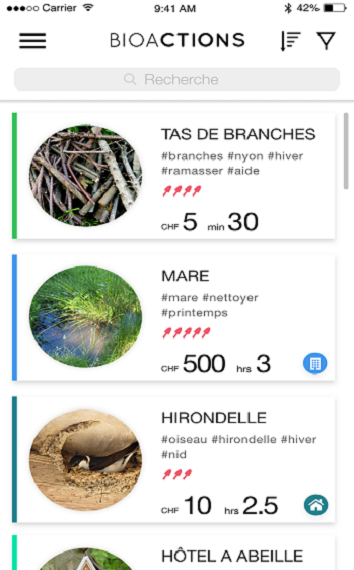 Carrier 9:41 AM 42%
BIOACTIONS
Recherche
TAS DE BRANCHES
#branches #nyon #hiver
#ramasser #aide
CHF 5 min 30
MARE
#mare #nettoyer
#printemps
CHF 500 hrs 3
HIRONDELLE
#oiseau #hirondelle #hiver
#nid
CHF 10 hrs 2.5
HÔTEL A ABEILLE